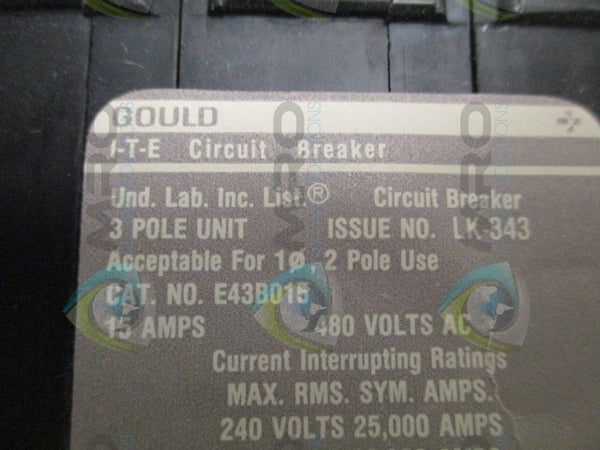 GOULD
I-T-E Circuit Breaker
Und. Lab. Inc. List.® Circuit Breaker
3 POLE UNIT ISSUE NO. LK-343
Acceptable For 1ø, 2 Pole Use
CAT. NO. E43B015
15 AMPS 480 VOLTS AC
Current Interrupting Ratings
MAX. RMS. SYM. AMPS.
240 VOLTS 25,000 AMPS